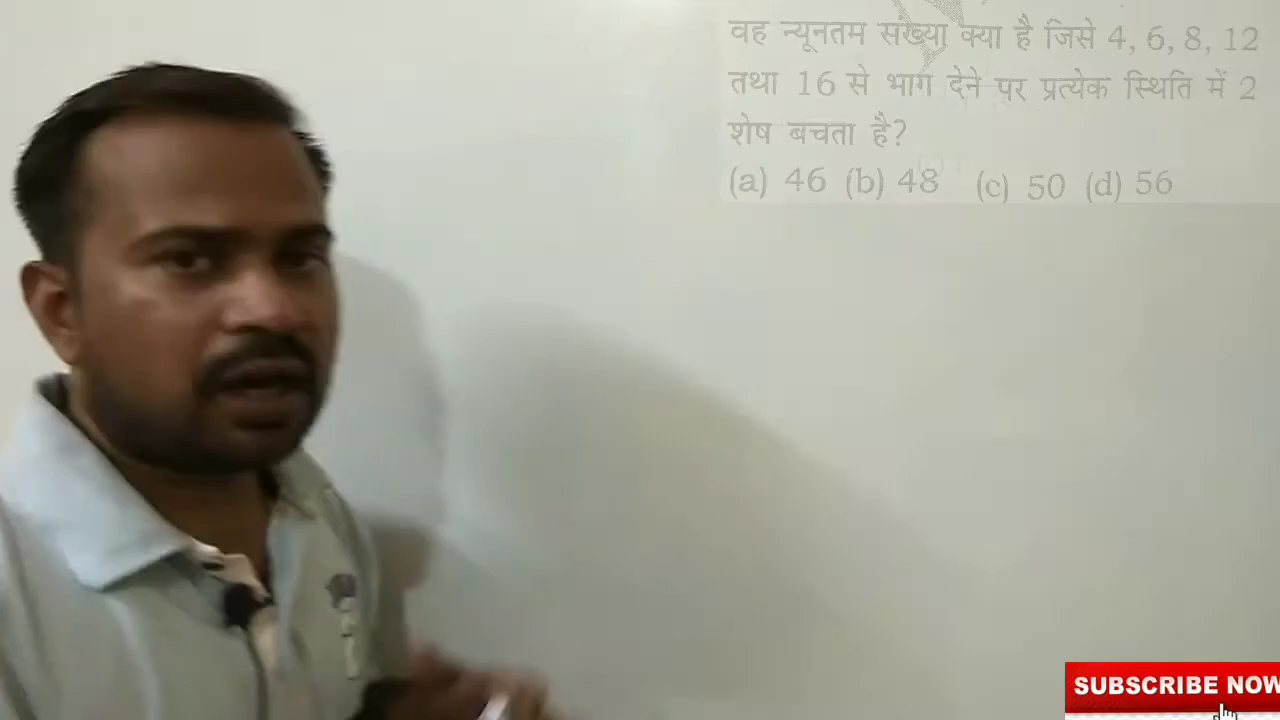 वह न्यूनतम संख्या क्या है जिसे 4, 6, 8, 12
तथा 16 से भाग देने पर प्रत्येक स्थिति में 2
शेष बचता है?
(a) 46 (b) 48 (c) 50 (d) 56
SUBSCRIBE NOW